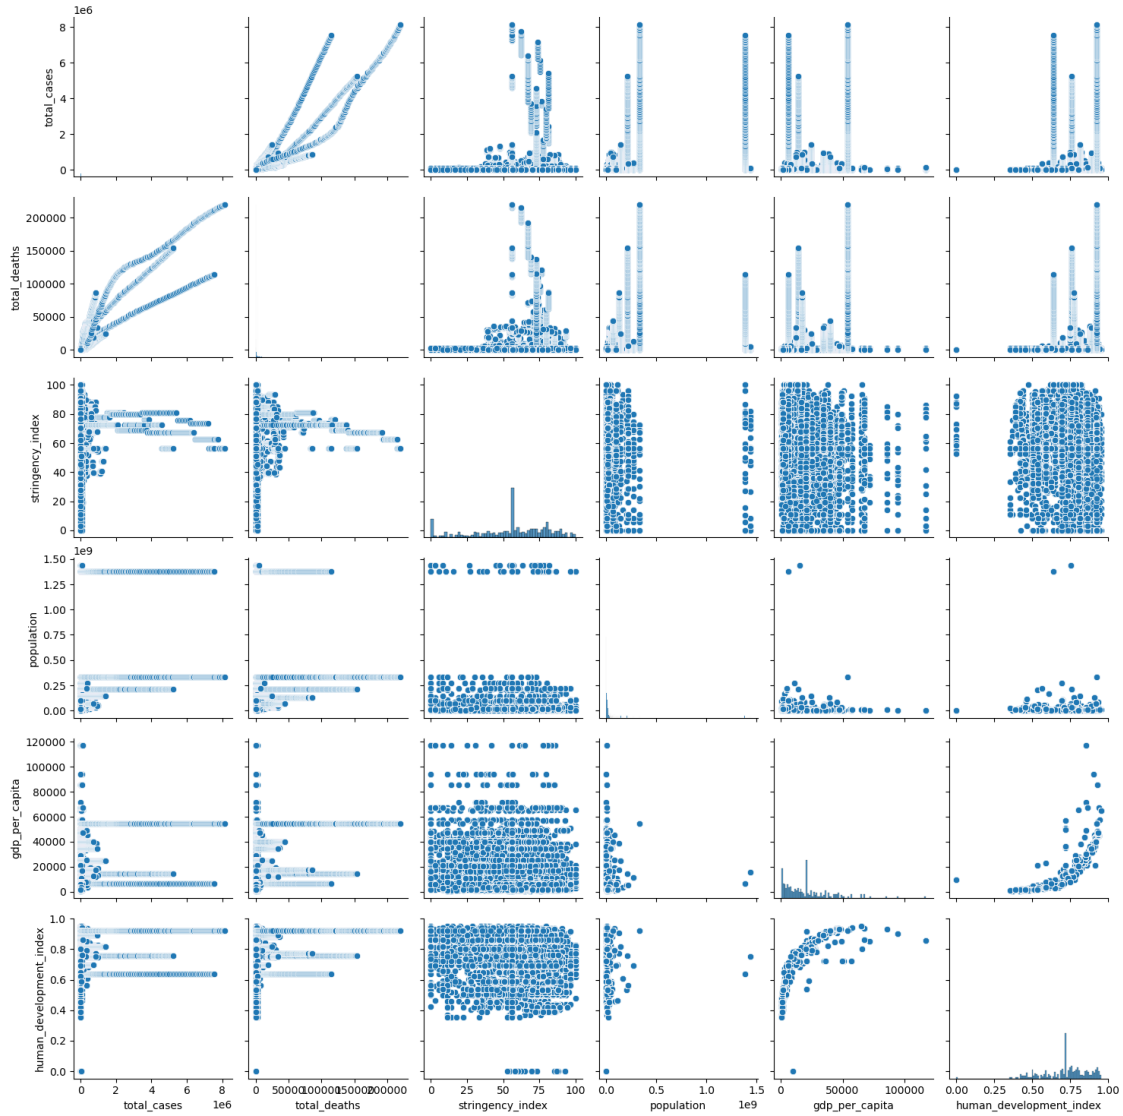 1e6
8
6
4
2
0
total_cases
200000
150000
100000
50000
0
total_deaths
100
80
60
40
20
0
stringency_index
1e9
1.50
1.25
1.00
0.75
0.50
0.25
0.00
population
120000
100000
80000
60000
40000
20000
0
gdp_per_capita
1.0
0.8
0.6
0.4
0.2
0.0
human_development_index
0 2 4 6 8
1e6
total_cases
0 50000 100000 150000 200000
total_deaths
0 25 50 75 100
stringency_index
0.0 0.5 1.0 1.5
1e9
population
0 50000 100000
gdp_per_capita
0.00 0.25 0.50 0.75 1.00
human_development_index